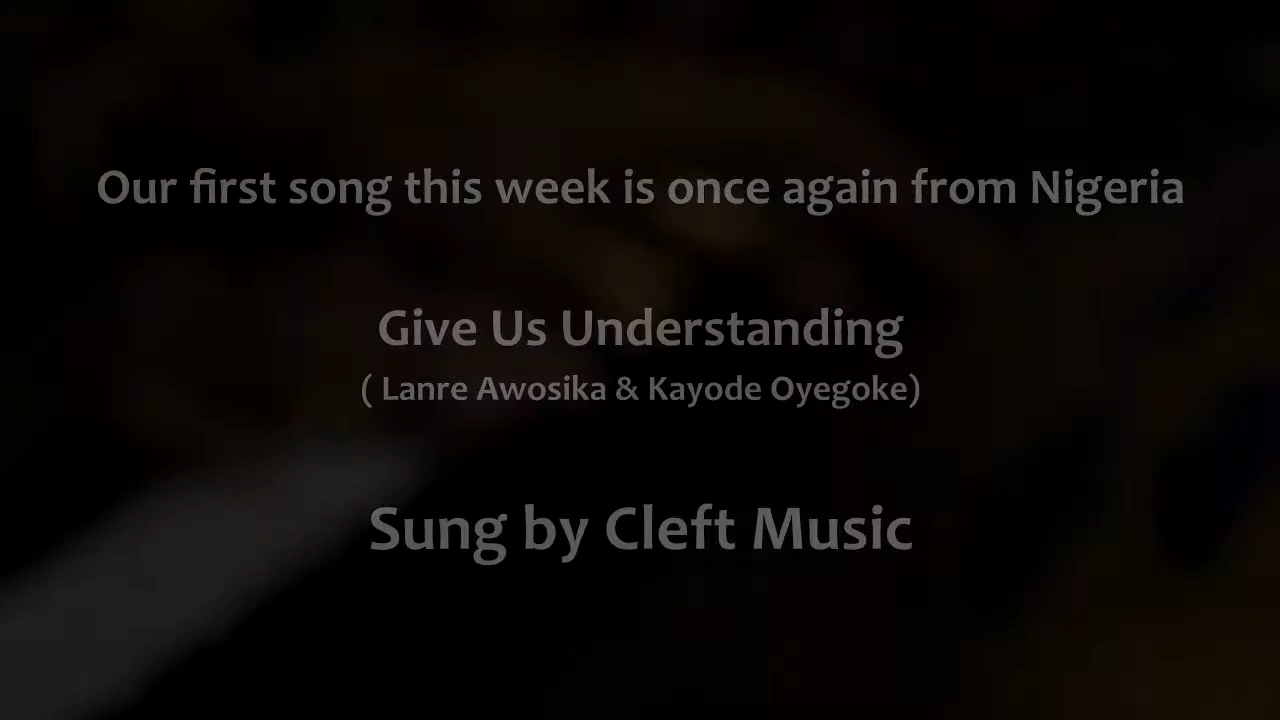 Our first song this week is once again from Nigeria
Give Us Understanding
( Lanre Awosika & Kayode Oyegoke)
Sung by Cleft Music